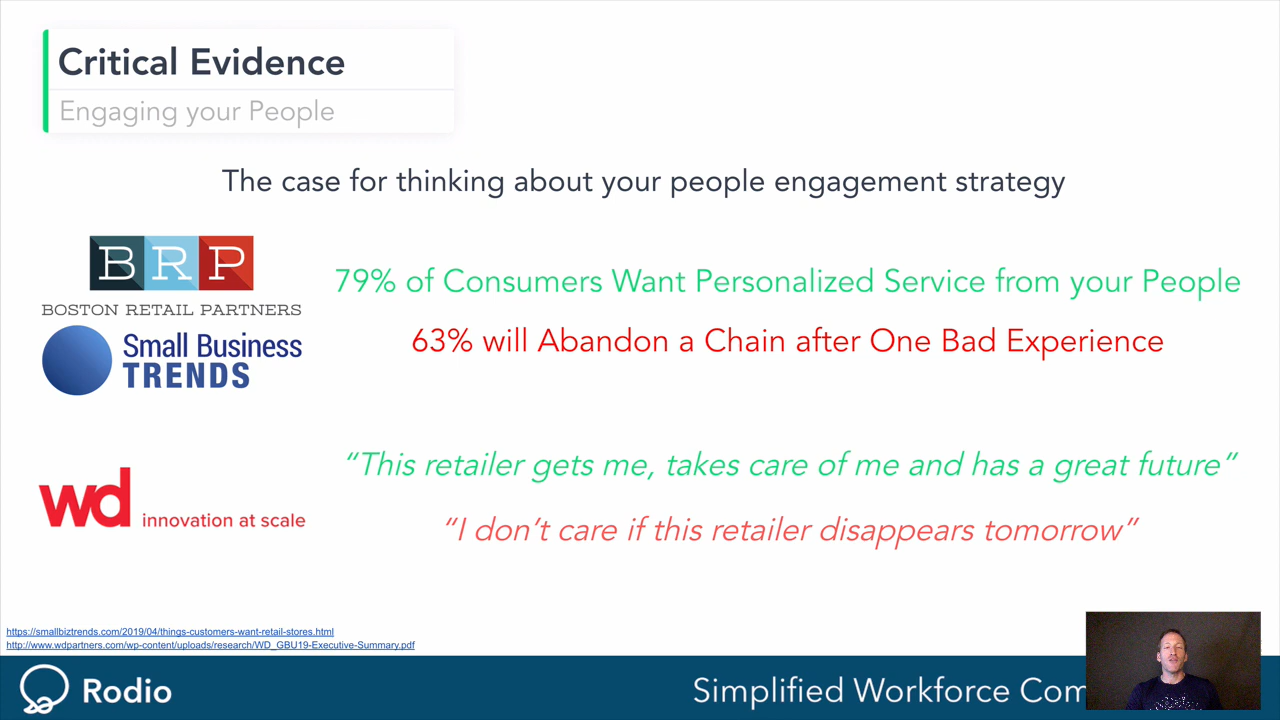 Critical Evidence
Engaging your People
The case for thinking about your people engagement strategy
BRP
BOSTON RETAIL PARTNERS
79% of Consumers Want Personalized Service from your People
Small Business
TRENDS
63% will Abandon a Chain after One Bad Experience
“This retailer gets me, takes care of me and has a great future”
wd innovation at scale
“I don’t care if this retailer disappears tomorrow”
https://smallbiztrends.com/2019/04/things-customers-want-retail-stores.html
http://www.wdpartners.com/wp-content/uploads/research/WD_GBU19-Executive-Summary.pdf
Rodio
Simplified Workforce Com